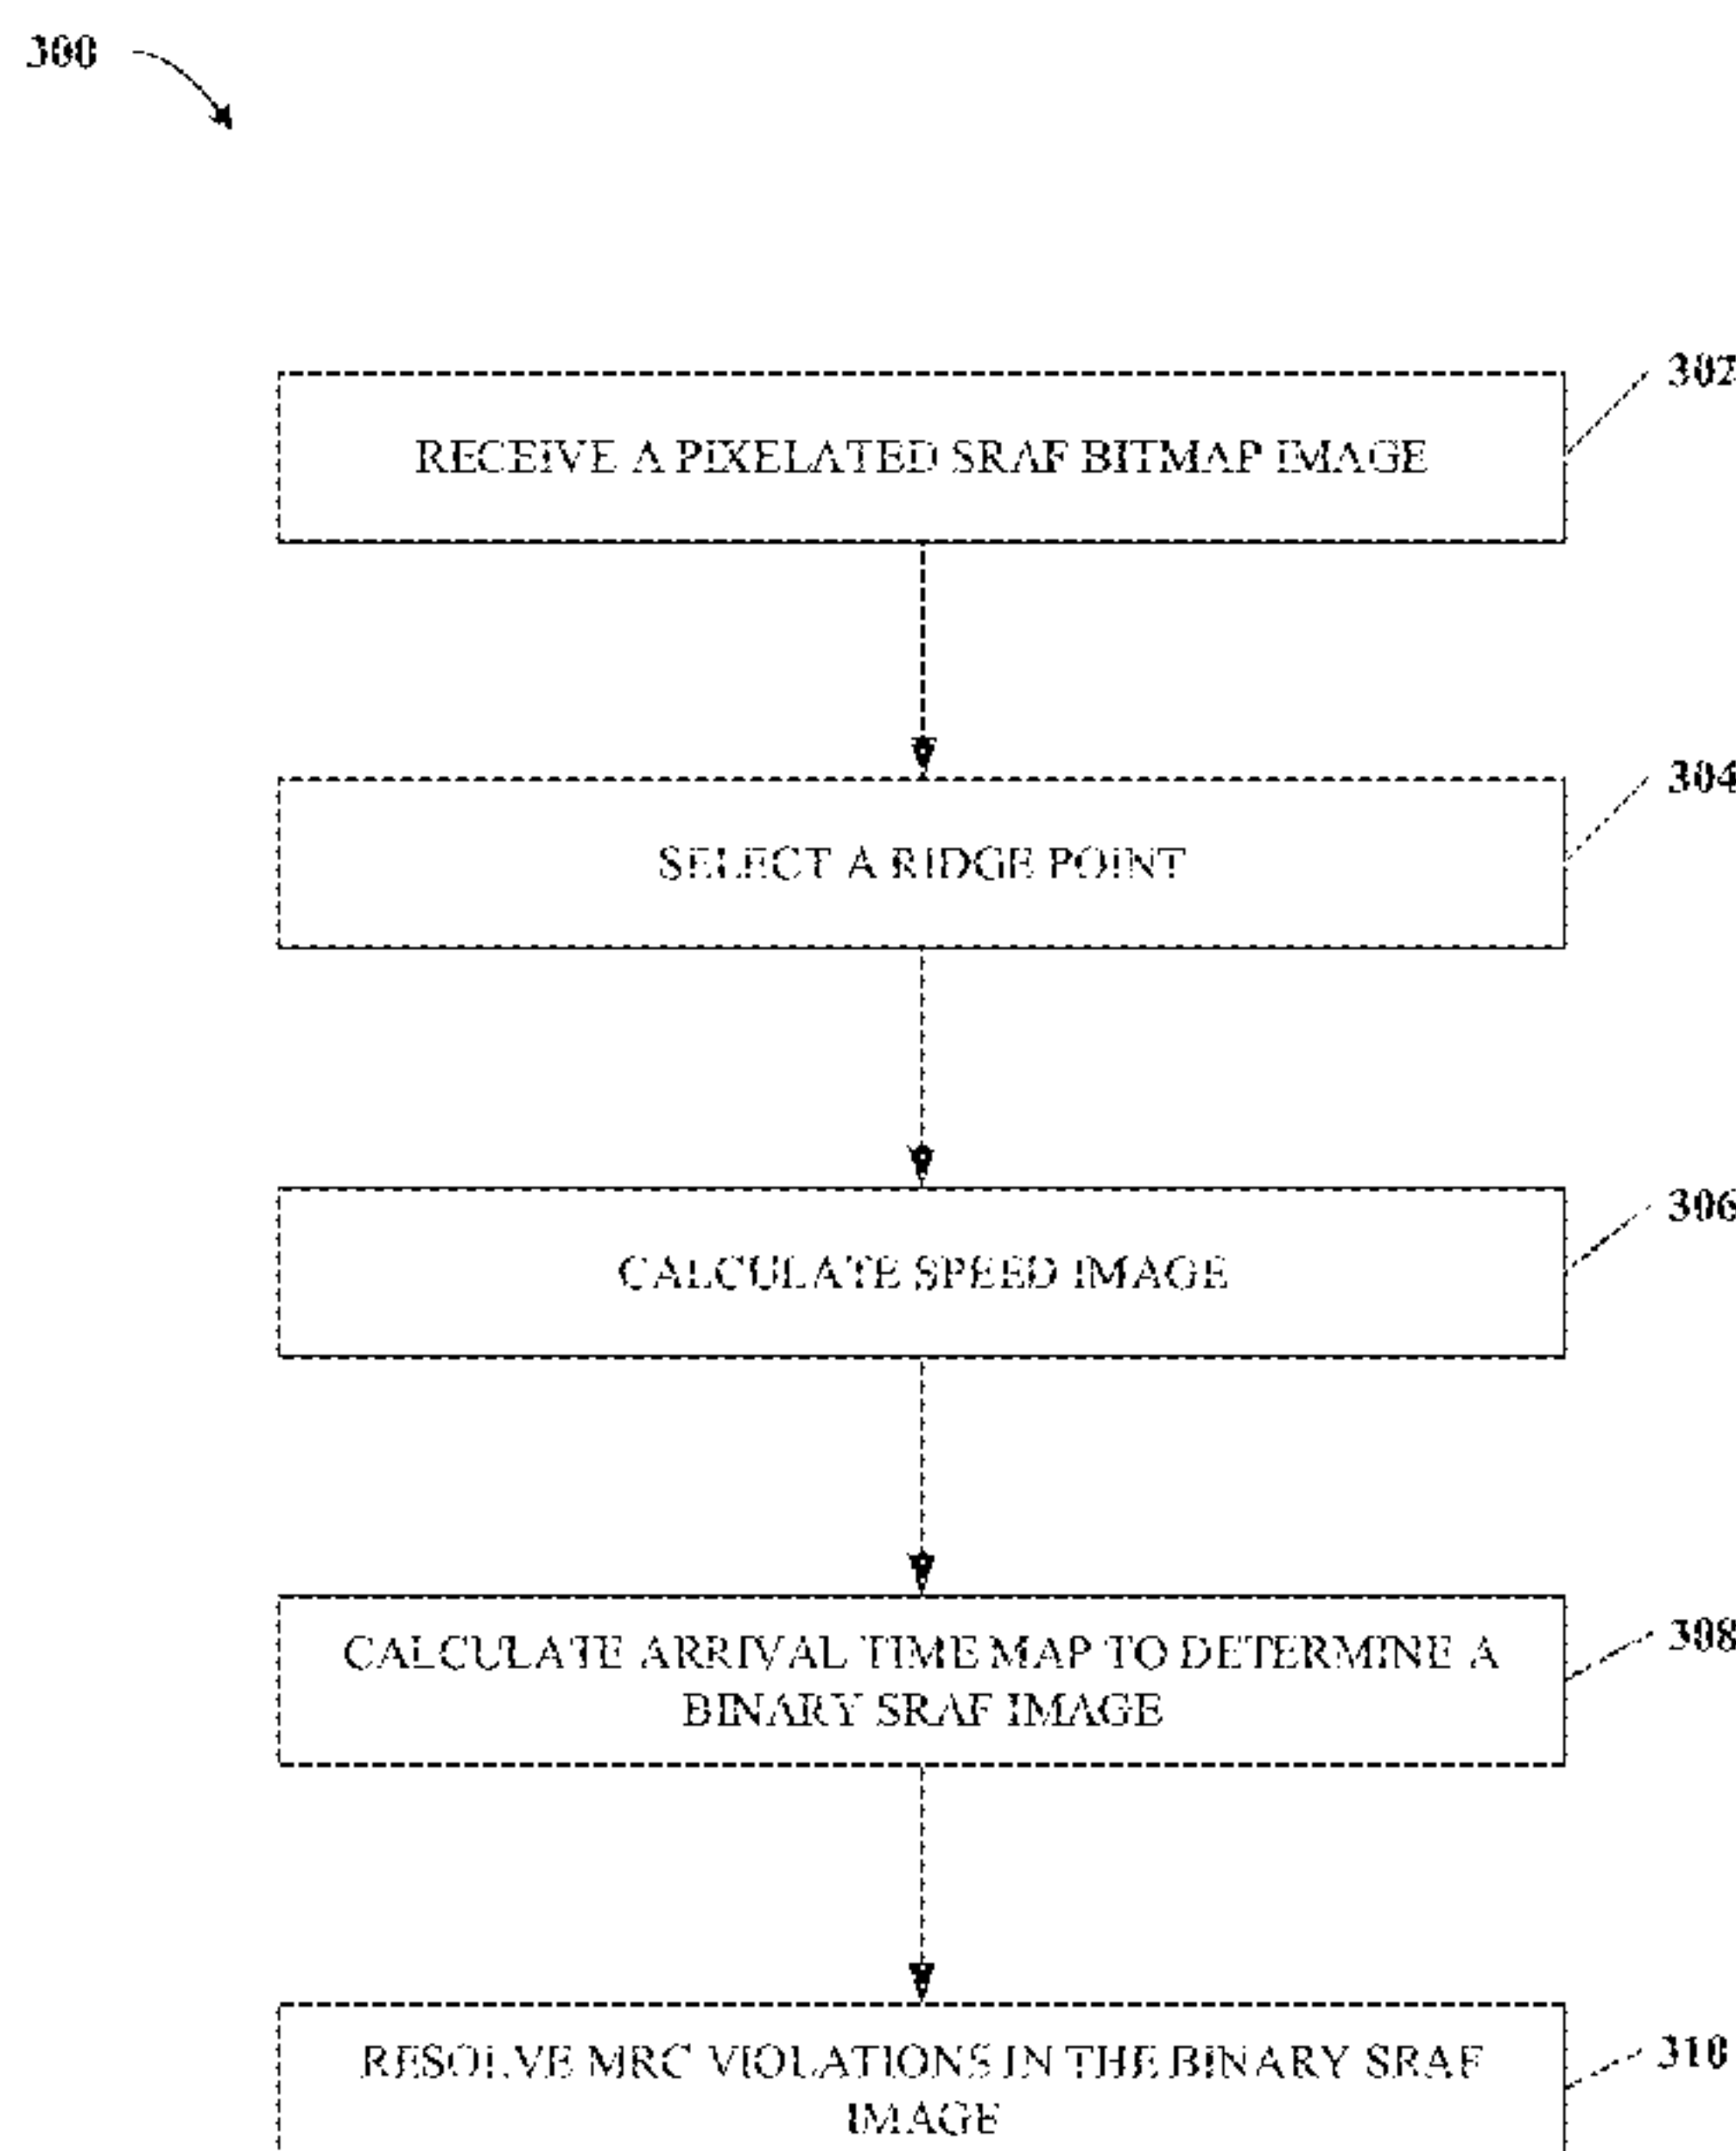 300
302
RECEIVE A PIXELATED SRAF BITMAP IMAGE
304
SELECT A RIDGE POINT
306
CALCULATE SPEED IMAGE
308
CALCULATE ARRIVAL TIME MAP TO DETERMINE A
BINARY SRAF IMAGE
310
RESOLVE MRC VIOLATIONS IN THE BINARY SRAF
IMAGE